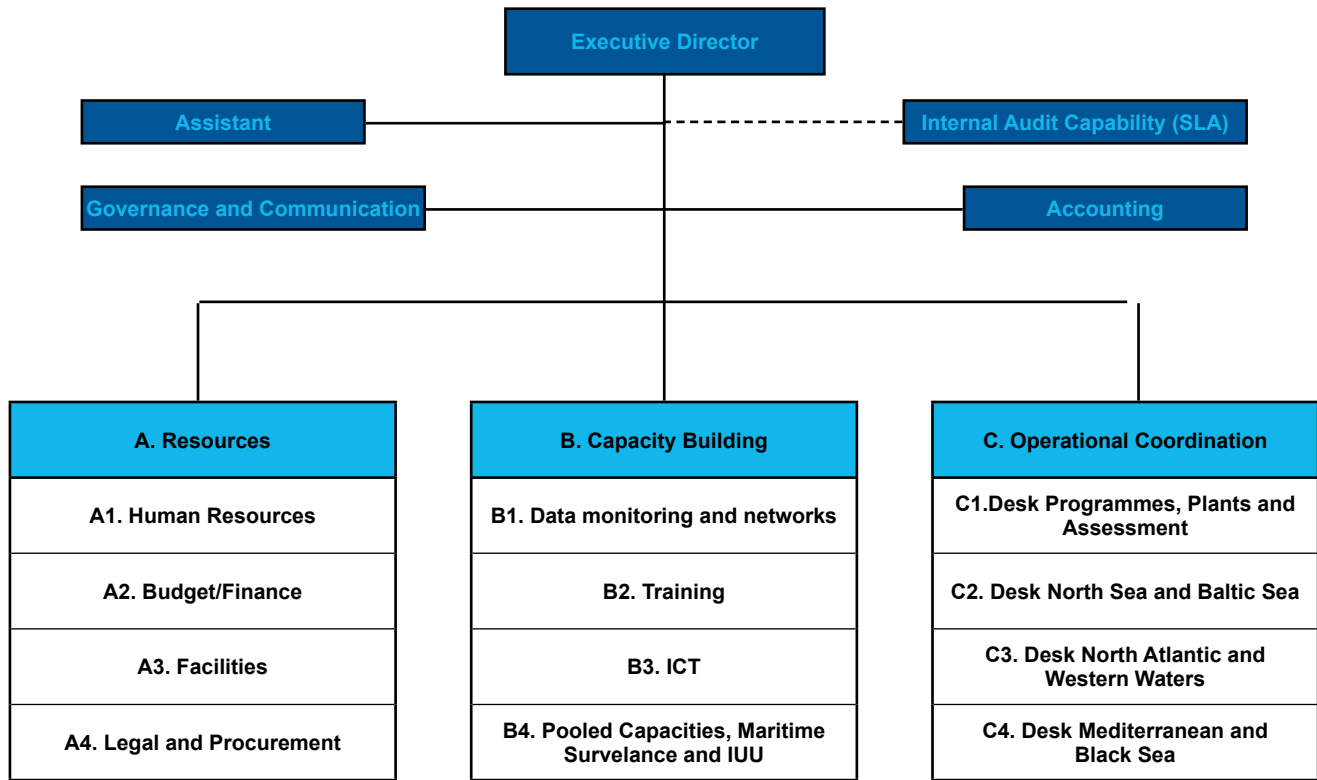 Executive Director
Assistant
Internal Audit Capability (SLA)
Governance and Communication
Accounting
A. Resources
A1. Human Resources
A2. Budget/Finance
A3. Facilities
A4. Legal and Procurement
B. Capacity Building
B1. Data monitoring and networks
B2. Training
B3. ICT
B4. Pooled Capacities, Maritime
Survelance and IUU
C. Operational Coordination
C1.Desk Programmes, Plants and
Assessment
C2. Desk North Sea and Baltic Sea
C3. Desk North Atlantic and
Western Waters
C4. Desk Mediterranean and
Black Sea